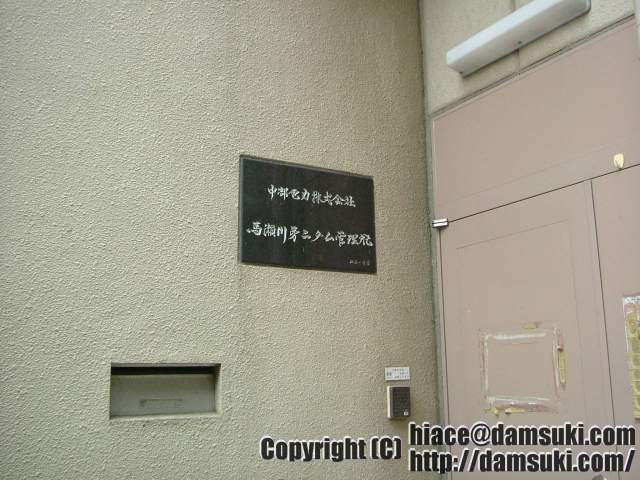 中部電力株式会社
馬瀬川第二ダム管理所
Copyright (C) hiace@damsuki.com
http://damsuki.com/